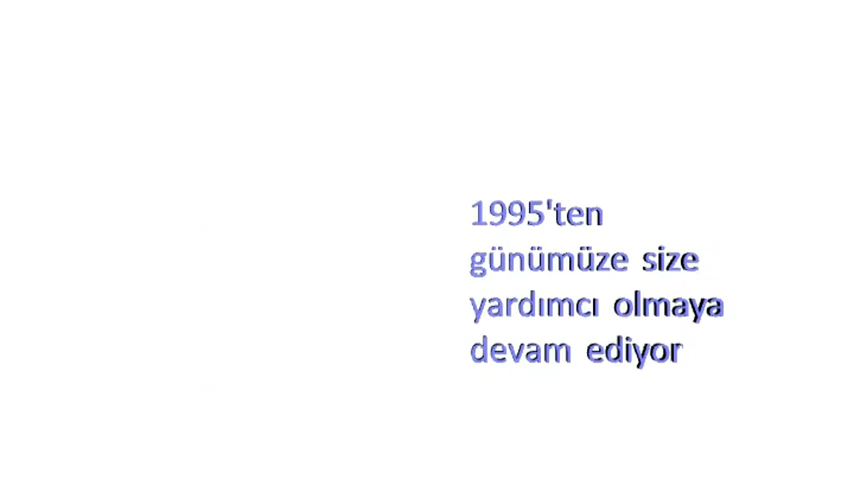 1995'ten
günümüze size
yardımcı olmaya
devam ediyor